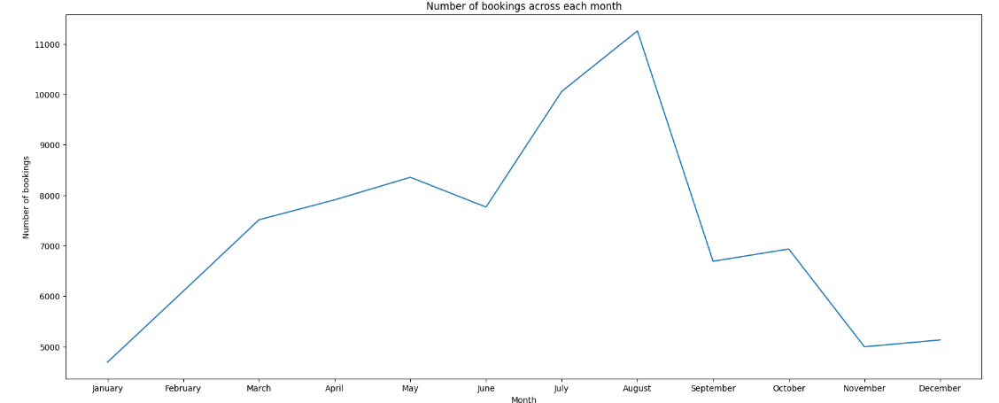 Number of bookings across each month
11000
10000
9000
8000
7000
6000
5000
Number of bookings
January February March April May June July August September October November December
Month